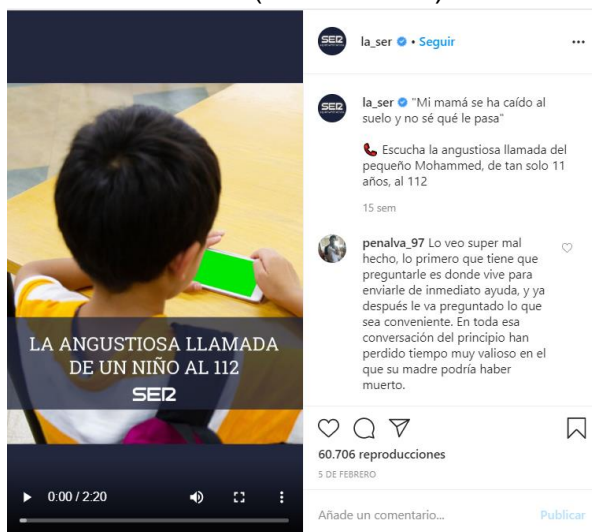 SER
la_ser • Seguir
SER
la_ser "Mi mamá se ha caído al
suelo y no sé qué le pasa"
Escucha la angustiosa llamada del
pequeño Mohammed, de tan solo 11
años, al 112
15 sem
penalva_97 Lo veo super mal
hecho, lo primero que tiene que
preguntarle es donde vive para
enviarle de inmediato ayuda, y ya
después le va preguntado lo que
sea conveniente. En toda esa
conversación del principio han
perdido tiempo muy valioso en el
que su madre podría haber
muerto.
LA ANGUSTIOSA LLAMADA
DE UN NIÑO AL 112
SER
60.706 reproducciones
5 DE FEBRERO
0:00 / 2:20
Añade un comentario... Publicar